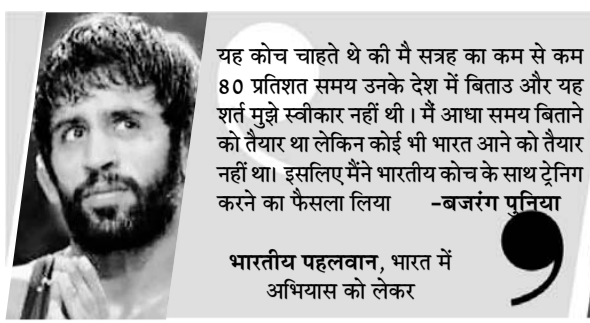 यह कोच चाहते थे की मै सत्रह का कम से कम
80 प्रतिशत समय उनके देश में बिताउ और यह
शर्त मुझे स्वीकार नहीं थी । मैं आधा समय बिताने
को तैयार था लेकिन कोई भी भारत आने को तैयार
नहीं था। इसलिए मैंने भारतीय कोच के साथ ट्रेनिग
करने का फैसला लिया -बजरंग पुनिया
भारतीय पहलवान, भारत में
अभियास को लेकर